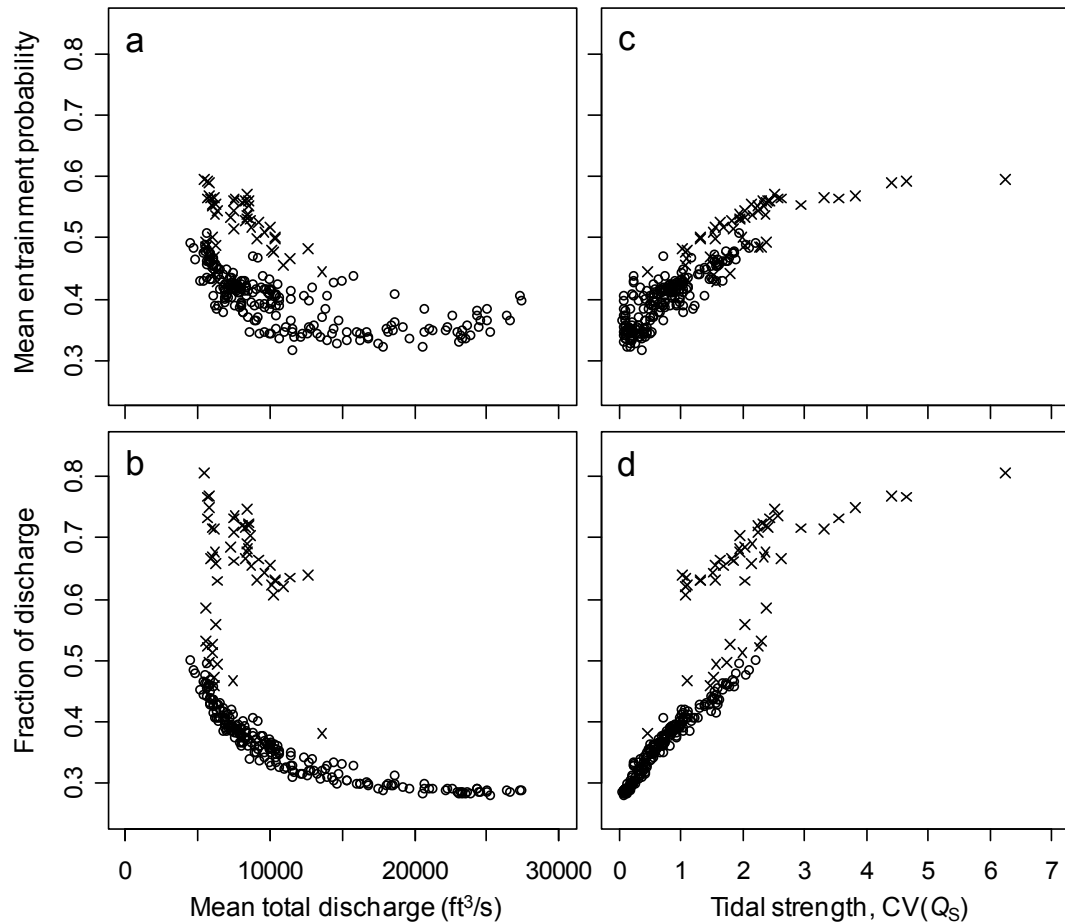 a
Mean entrainment probability
0.3 0.4 0.5 0.6 0.7 0.8
c
b
Fraction of discharge
0.3 0.4 0.5 0.6 0.7 0.8
d
0 10000 20000 30000
0 1 2 3 4 5 6 7
Mean total discharge (ft³/s)
Tidal strength, CV(Q_S)